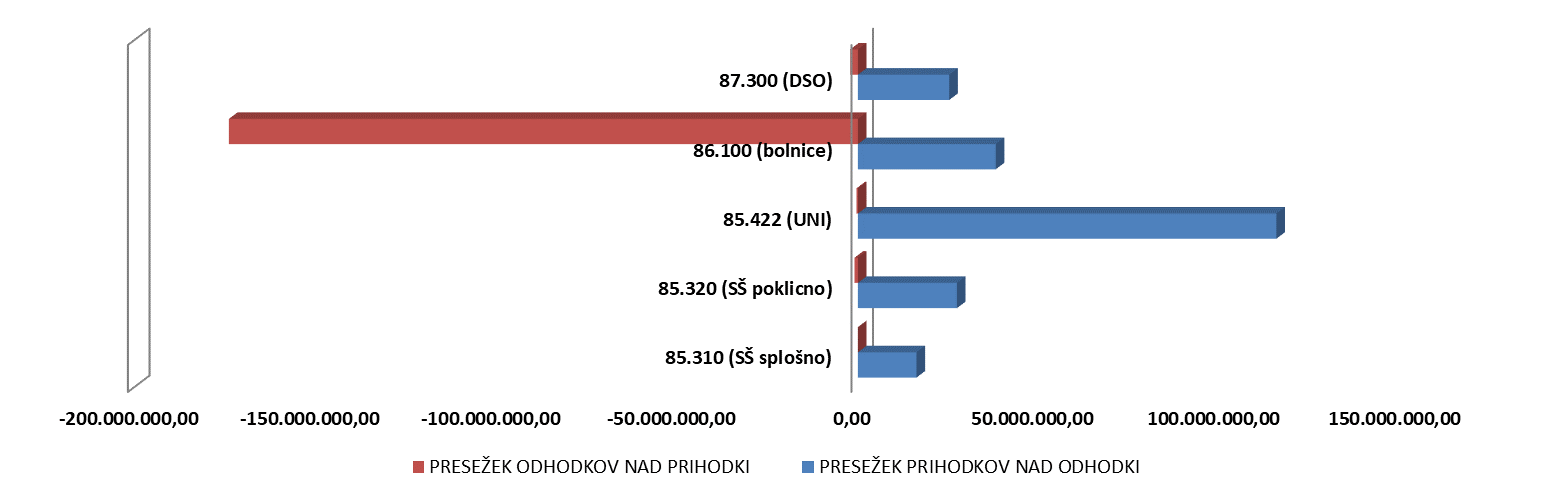 87.300 (DSO)
86.100 (bolnice)
85.422 (UNI)
85.320 (SŠ poklicno)
85.310 (SŠ splošno)
-200.000.000,00 -150.000.000,00 -100.000.000,00 -50.000.000,00 0,00 50.000.000,00 100.000.000,00 150.000.000,00
PRESEŽEK ODHODKOV NAD PRIHODKI PRESEŽEK PRIHODKOV NAD ODHODKI